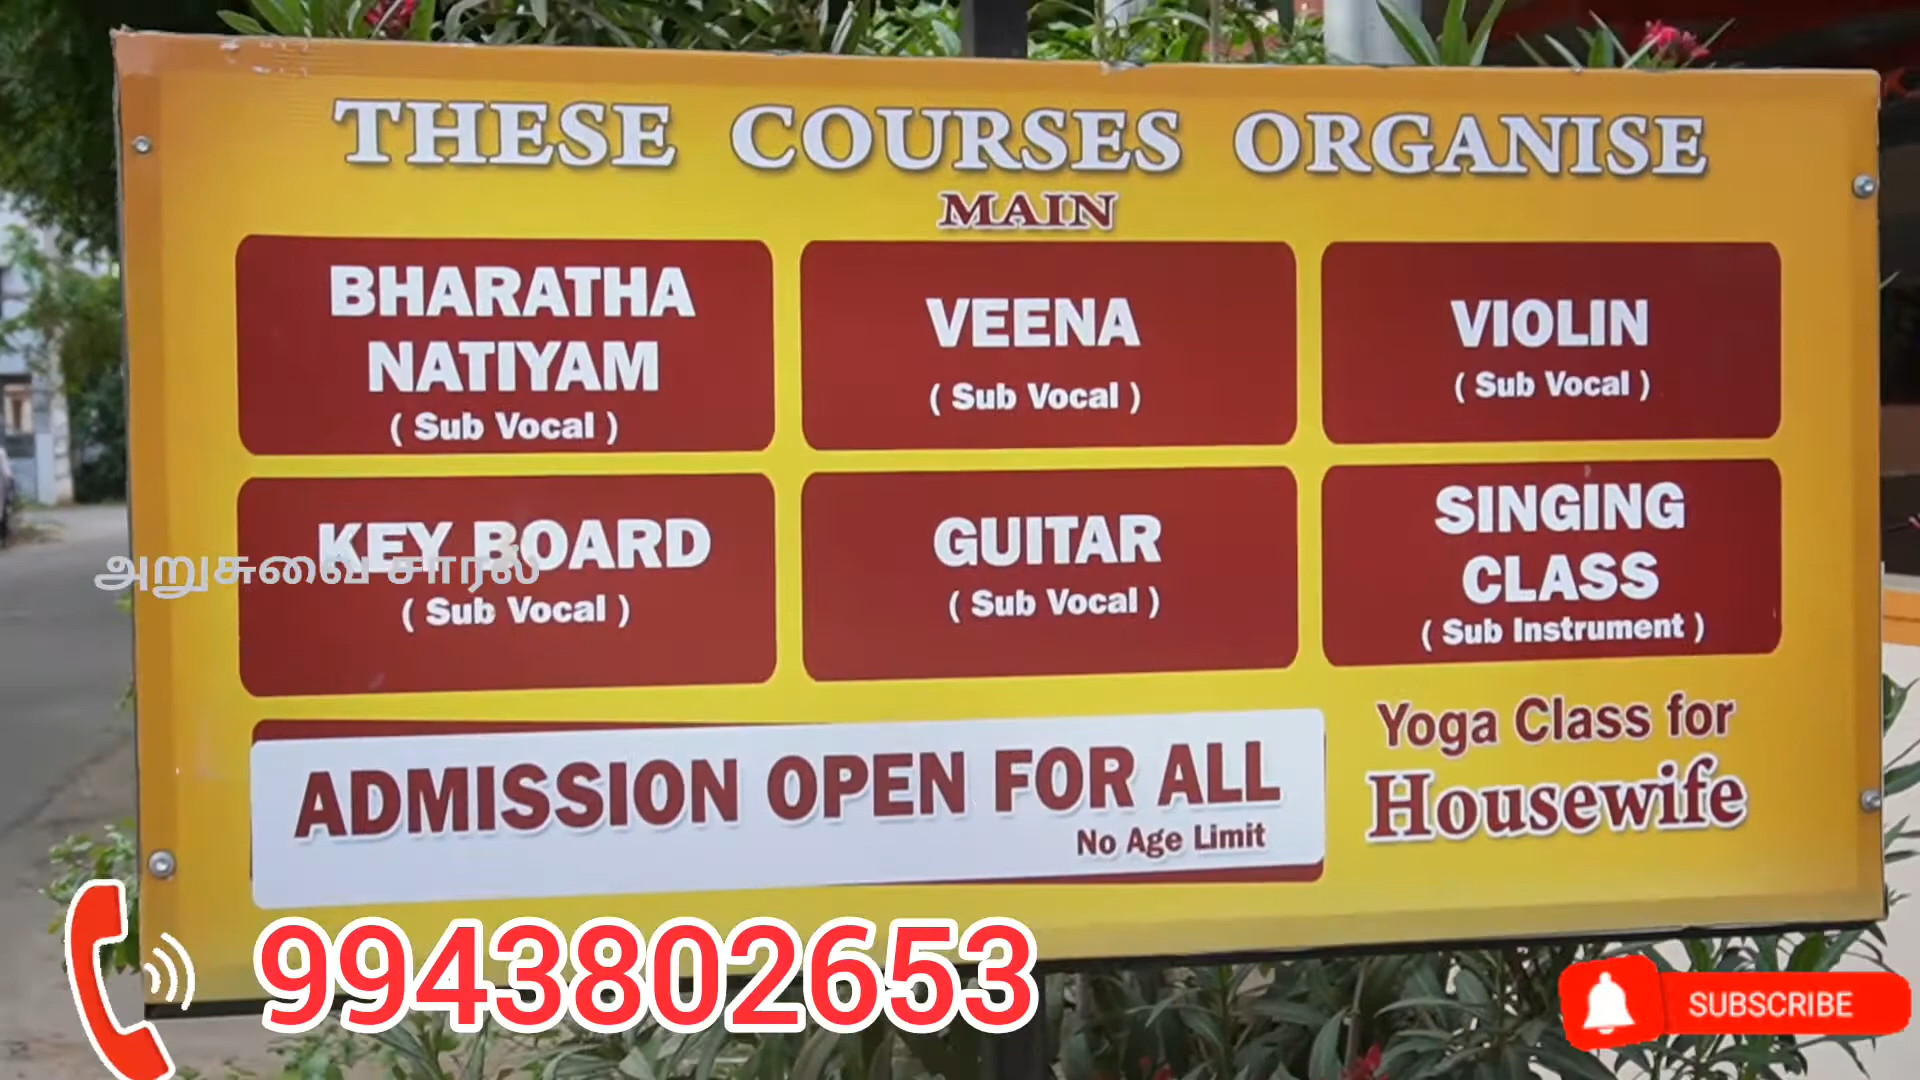 THESE COURSES ORGANISE
MAIN
BHARATHA
NATIYAM
( Sub Vocal )
VEENA
( Sub Vocal )
VIOLIN
( Sub Vocal )
KEY BOARD
( Sub Vocal )
GUITAR
( Sub Vocal )
SINGING
CLASS
( Sub Instrument )
அறுசுவை சாரல்
ADMISSION OPEN FOR ALL
No Age Limit
Yoga Class for
Housewife
9943802653
SUBSCRIBE